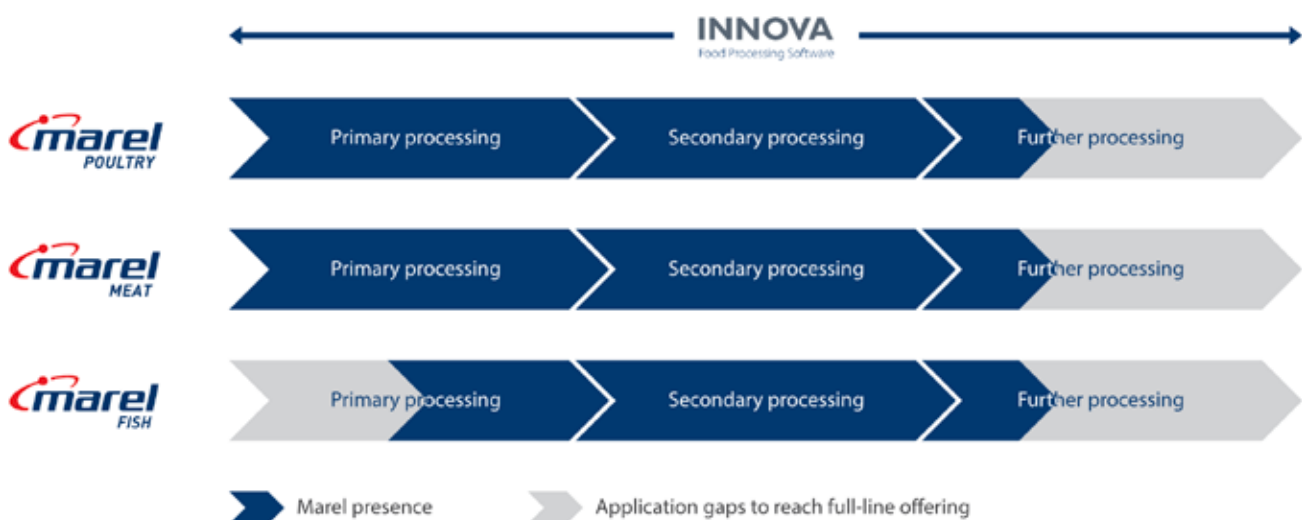 INNOVA
Food Processing Software
marel
POULTRY
Primary processing
Secondary processing
Further processing
marel
MEAT
Primary processing
Secondary processing
Further processing
marel
FISH
Primary processing
Secondary processing
Further processing
Marel presence
Application gaps to reach full-line offering